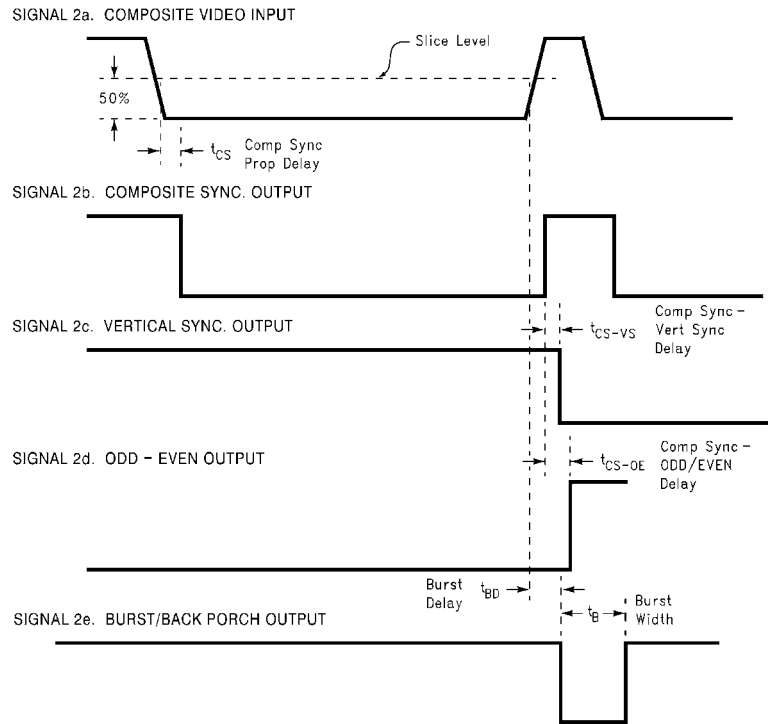 SIGNAL 2a. COMPOSITE VIDEO INPUT
Slice Level
50%
tCS Comp Sync
Prop Delay
SIGNAL 2b. COMPOSITE SYNC. OUTPUT
SIGNAL 2c. VERTICAL SYNC. OUTPUT
tCS-VS Comp Sync –
Vert Sync
Delay
SIGNAL 2d. ODD – EVEN OUTPUT
tCS-OE Comp Sync –
ODD/EVEN
Delay
Burst
Delay
tBD
tB
Burst
Width
SIGNAL 2e. BURST/BACK PORCH OUTPUT